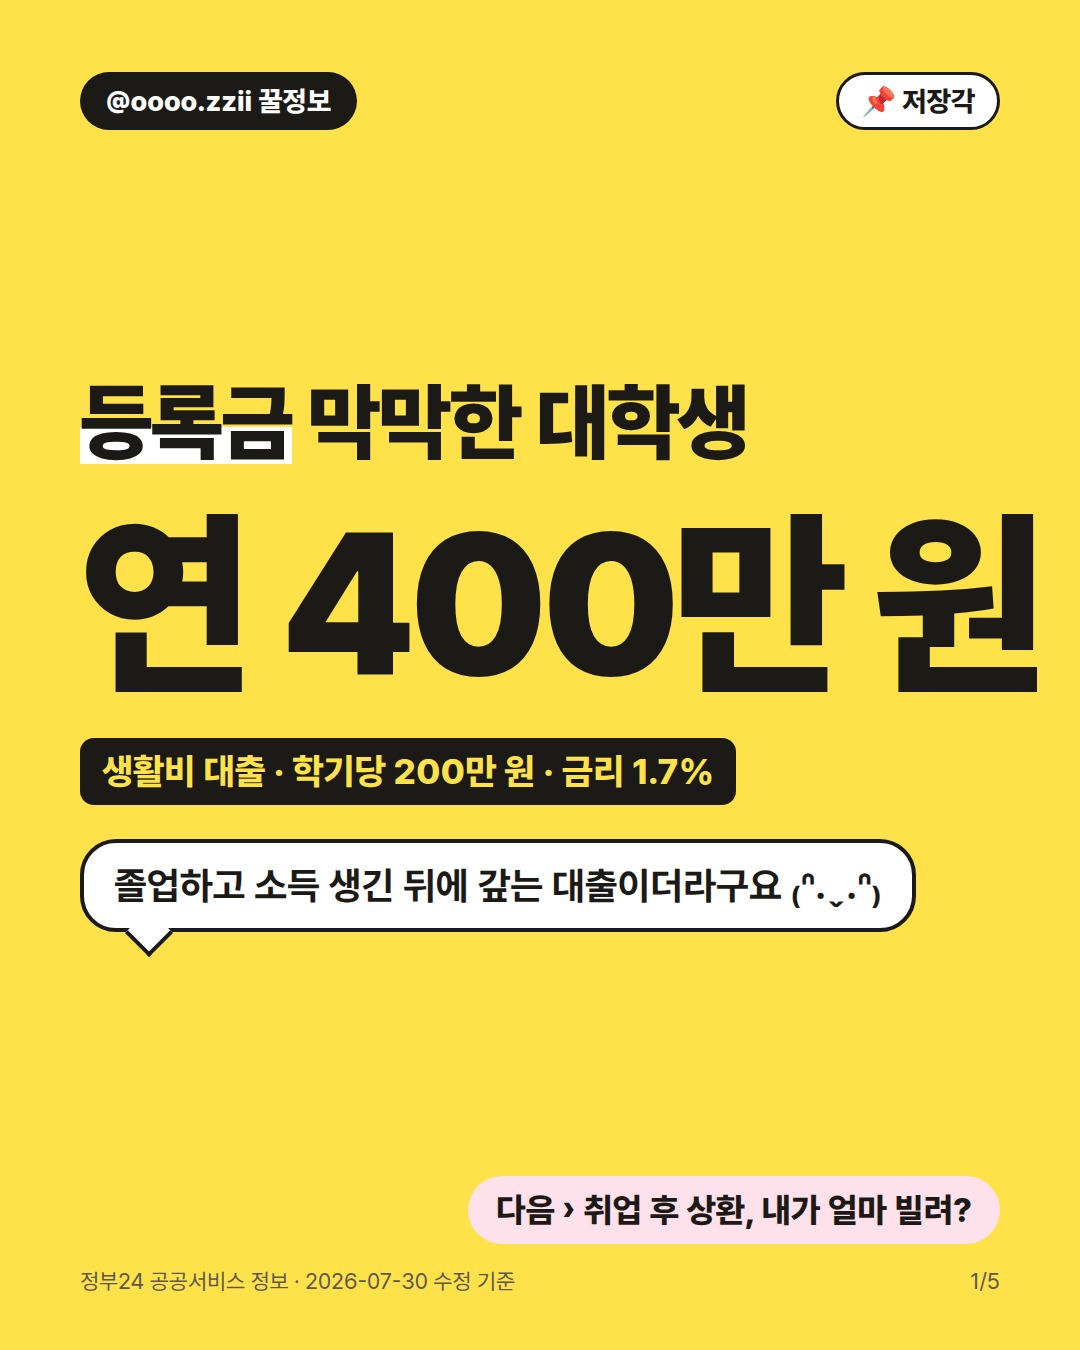 @oooo.zzii 꿀정보
📌 저장각
등록금 막막한 대학생
연 400만 원
생활비 대출 · 학기당 200만 원 · 금리 1.7%
졸업하고 소득 생긴 뒤에 갚는 대출이더라구요 (ᐢ.ˬ.ᐢ)
다음 › 취업 후 상환, 내가 얼마 빌려?
정부24 공공서비스 정보 · 2026-07-30 수정 기준
1/5